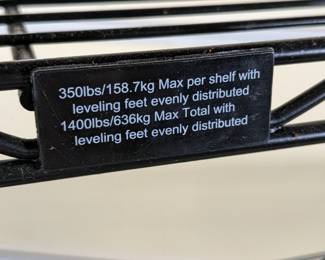 350lbs/158.7kg Max per shelf with
leveling feet evenly distributed
1400lbs/636kg Max Total with
leveling feet evenly distributed